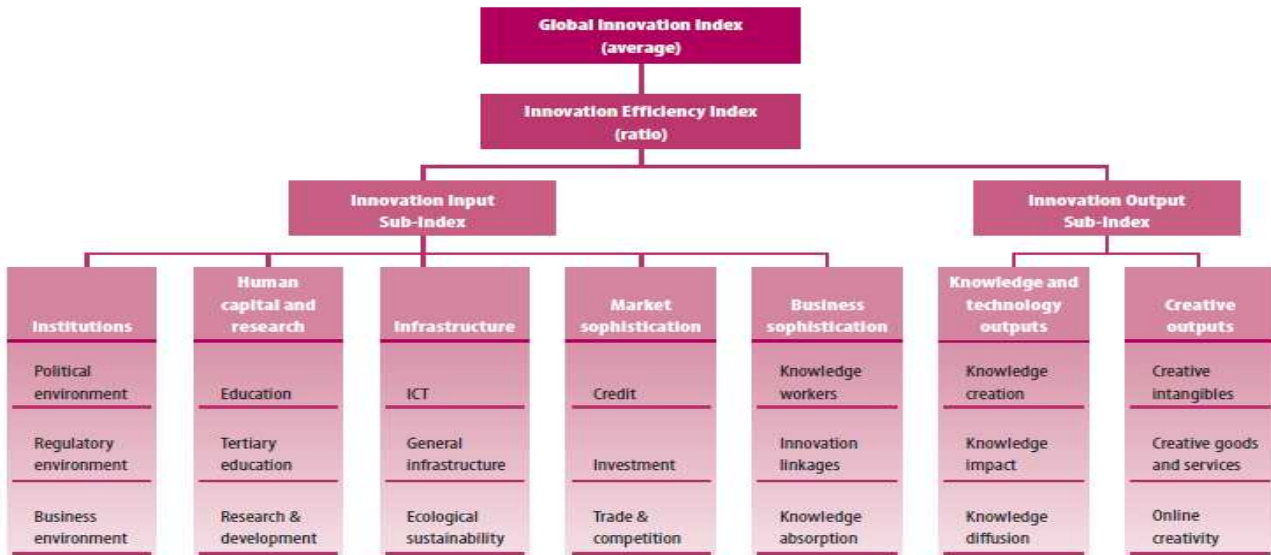 Global Innovation Index
(average)
Innovation Efficiency Index
(ratio)
Innovation Input
Sub-Index
Innovation Output
Sub-Index
Institutions
Human
capital and
research
Infrastructure
Market
sophistication
Business
sophistication
Knowledge and
technology
outputs
Creative
outputs
Political
environment
Education
ICT
Credit
Knowledge
workers
Knowledge
creation
Creative
intangibles
Regulatory
environment
Tertiary
education
General
infrastructure
Investment
Innovation
linkages
Knowledge
impact
Creative goods
and services
Business
environment
Research &
development
Ecological
sustainability
Trade &
competition
Knowledge
absorption
Knowledge
diffusion
Online
creativity